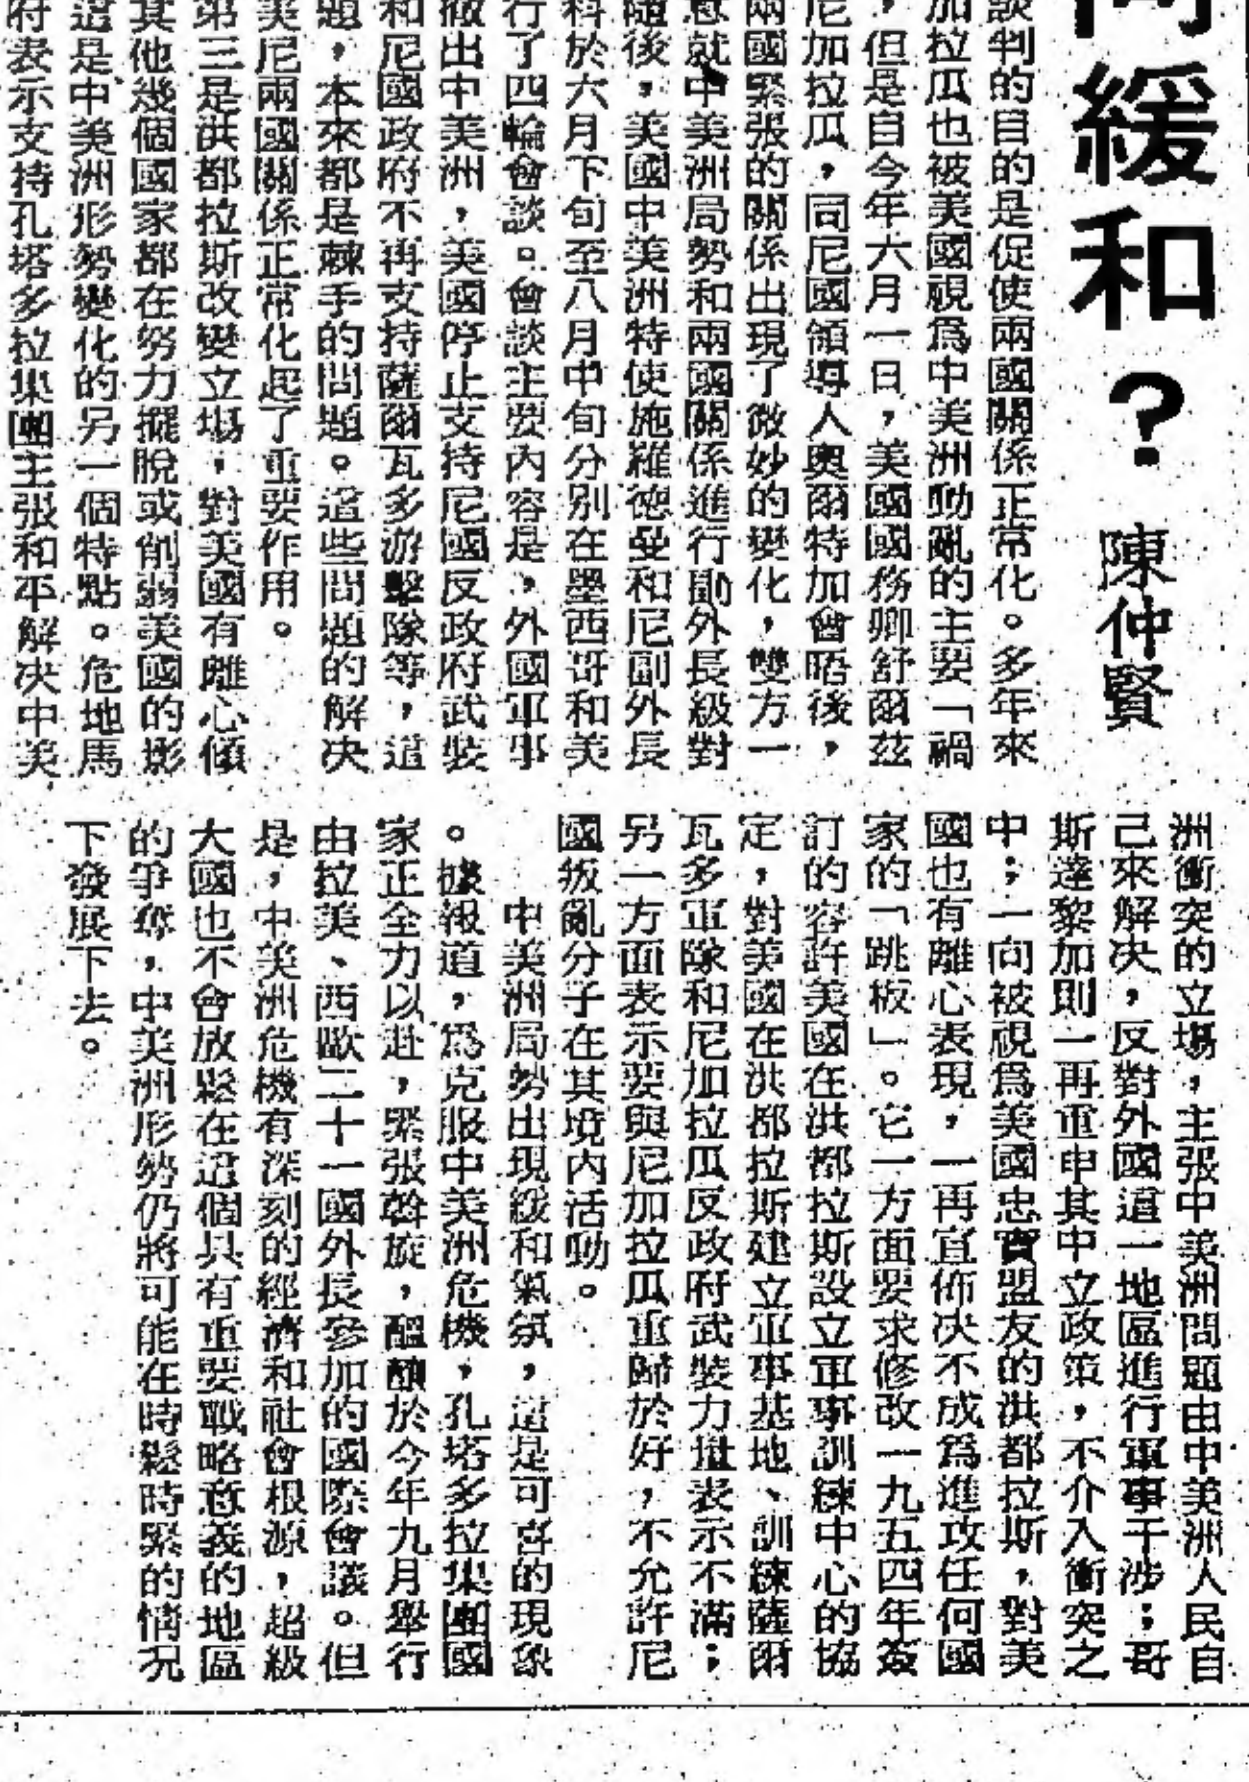 向緩和？
陳仲賢
談判的目的是促使兩國關係正常化。多年來
加拉瓜也被美國視爲中美洲動亂的主要「禍
，但是自今年六月一日，美國國務卿舒爾茲
尼加拉瓜，同尼國領導人奧爾特加會晤後，
兩國緊張的關係出現了微妙的變化，雙方一
意就中美洲局勢和兩國關係進行副外長級對
隨後，美國中美洲特使施羅德曼和尼副外長
科於六月下旬至八月中旬分別在墨西哥和美
行了四輪會談。會談主要內容是，外國軍事
撤出中美洲，美國停止支持尼國反政府武裝
和尼國政府不再支持薩爾瓦多游擊隊等，這
題，本來都是棘手的問題。這些問題的解決
美尼兩國關係正常化起了重要作用。
第三是洪都拉斯改變立場，對美國有離心傾
其他幾個國家都在努力擺脫或削弱美國的影
這是中美洲形勢變化的另一個特點。危地馬
府表示支持孔塔多拉集團主張和平解決中美
洲衝突的立場，主張中美洲問題由中美洲人民自
己來解決，反對外國這一地區進行軍事干涉；哥
斯達黎加則一再重申其中立政策，不介入衝突之
中；一向被視爲美國忠實盟友的洪都拉斯，對美
國也有離心表現，一再宣佈決不成爲進攻任何國
家的「跳板」。它一方面要求修改一九五四年簽
訂的容許美國在洪都拉斯設立軍事訓練中心的協
定，對美國在洪都拉斯建立軍事基地、訓練薩爾
瓦多軍隊和尼加拉瓜反政府武裝力量表示不滿；
另一方面表示要與尼加拉瓜重歸於好，不允許尼
國叛亂分子在其境內活動。
中美洲局勢出現緩和氣氛，這是可喜的現象
。據報道，爲克服中美洲危機，孔塔多拉集團國
家正全力以赴，緊張斡旋，醞釀於今年九月舉行
由拉美、西歐二十一國外長參加的國際會議。但
是，中美洲危機有深刻的經濟和社會根源，超級
大國也不會放鬆在這個具有重要戰略意義的地區
的爭奪，中美洲形勢仍將可能在時鬆時緊的情況
下發展下去。